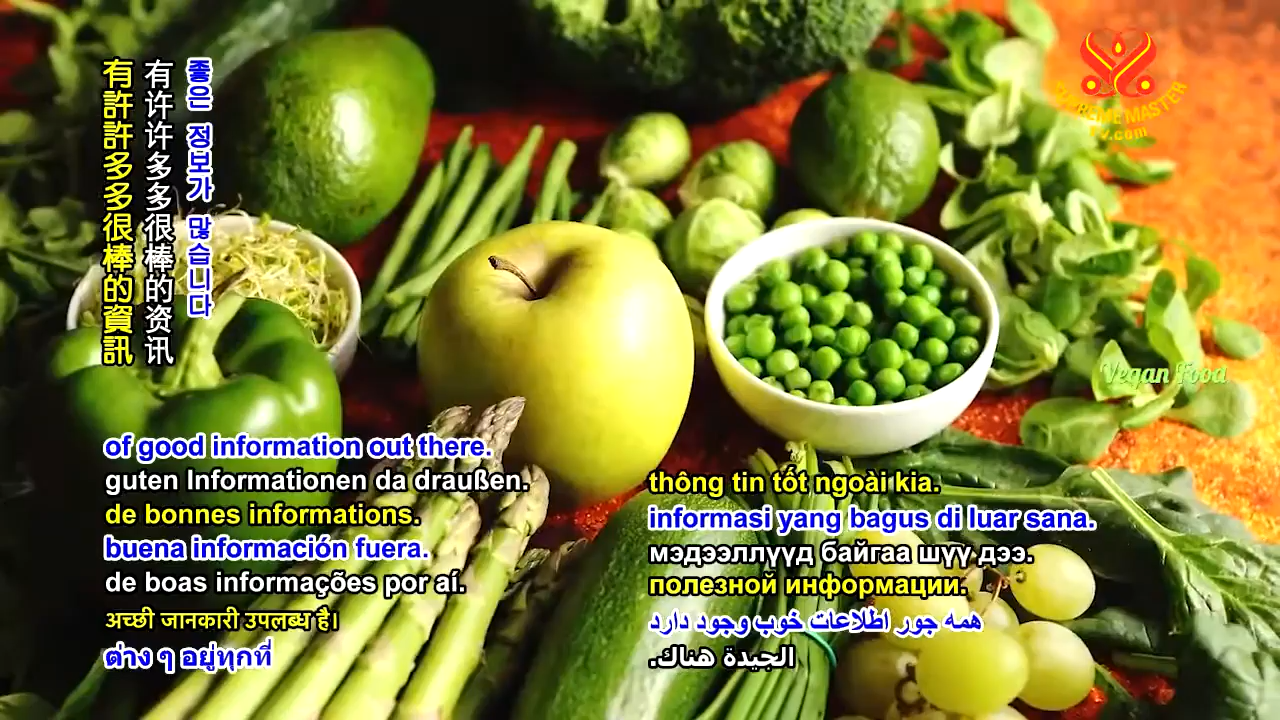 有許許多多很棒的資訊
有许许多多很棒的资讯
좋은 정보가 많습니다
SUPREME MASTER
TV.com
Vegan Food
of good information out there.
guten Informationen da draußen.
de bonnes informations.
buena información fuera.
de boas informações por aí.
अच्छी जानकारी उपलब्ध है।
ต่าง ๆ อยู่ทุกที่
thông tin tốt ngoài kia.
informasi yang bagus di luar sana.
мэдээллүүд байгаа шүү дээ.
полезной информации.
همه جور اطلاعات خوب وجود دارد
الجيدة هناك.